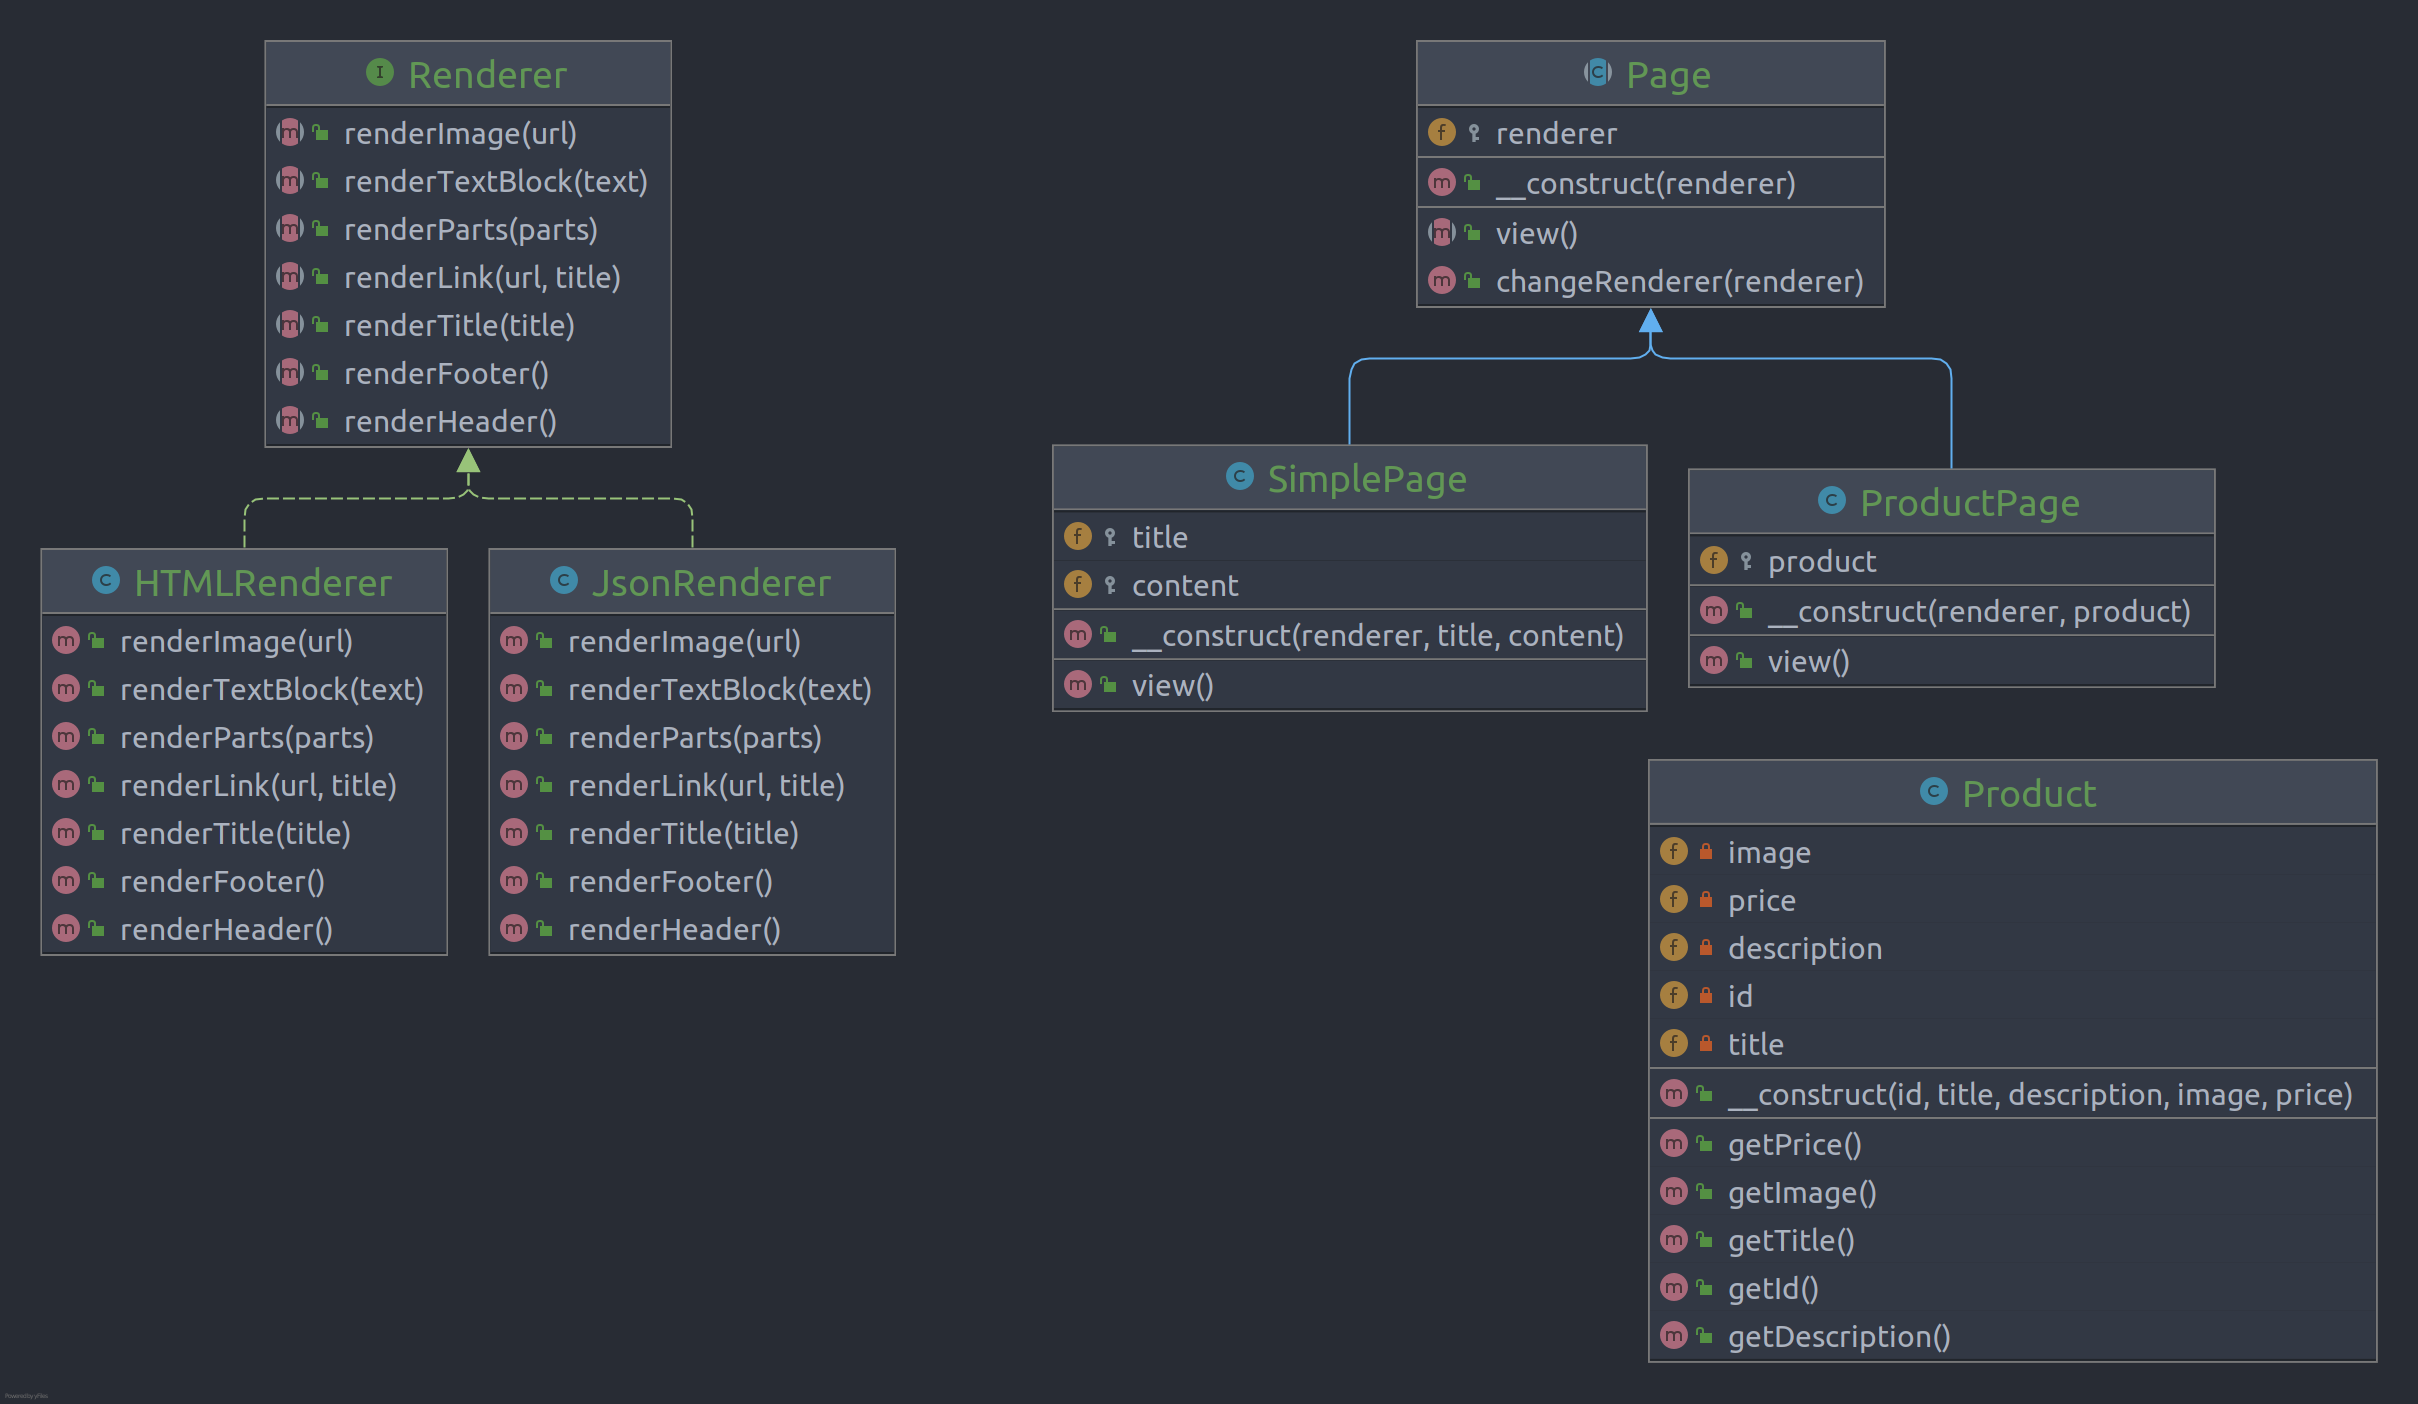 Renderer
renderImage(url)
renderTextBlock(text)
renderParts(parts)
renderLink(url, title)
renderTitle(title)
renderFooter()
renderHeader()
HTMLRenderer
renderImage(url)
renderTextBlock(text)
renderParts(parts)
renderLink(url, title)
renderTitle(title)
renderFooter()
renderHeader()
JsonRenderer
renderImage(url)
renderTextBlock(text)
renderParts(parts)
renderLink(url, title)
renderTitle(title)
renderFooter()
renderHeader()
Page
renderer
__construct(renderer)
view()
changeRenderer(renderer)
SimplePage
title
content
__construct(renderer, title, content)
view()
ProductPage
product
__construct(renderer, product)
view()
Product
image
price
description
id
title
__construct(id, title, description, image, price)
getPrice()
getImage()
getTitle()
getId()
getDescription()
Powered by yFiles